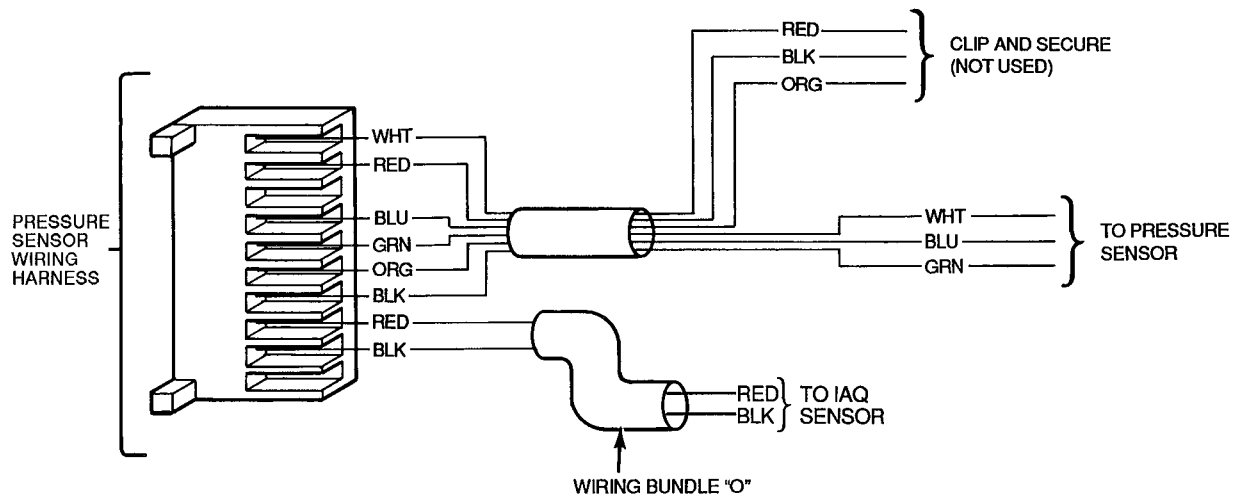 PRESSURE
SENSOR
WIRING
HARNESS
WHT
RED
BLU
GRN
ORG
BLK
RED
BLK
RED
BLK
ORG
CLIP AND SECURE
(NOT USED)
WHT
BLU
GRN
TO PRESSURE
SENSOR
RED
BLK
TO IAQ
SENSOR
WIRING BUNDLE “O”